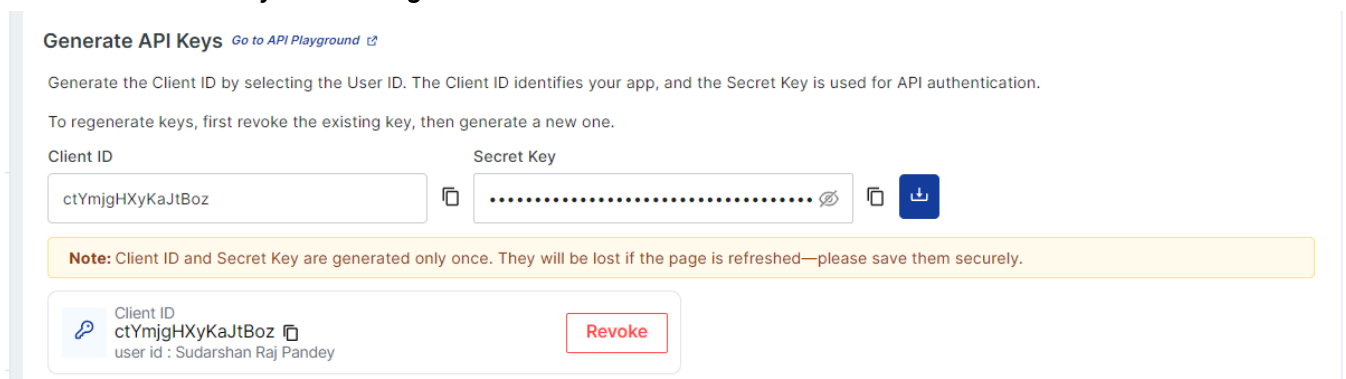 Generate API Keys Go to API Playground
Generate the Client ID by selecting the User ID. The Client ID identifies your app, and the Secret Key is used for API authentication.
To regenerate keys, first revoke the existing key, then generate a new one.
Client ID Secret Key
ctYmjgHXyKaJtBoz ••••••••••••••••••••••••••••••••••••
Note: Client ID and Secret Key are generated only once. They will be lost if the page is refreshed—please save them securely.
Client ID
ctYmjgHXyKaJtBoz
Revoke
user id : Sudarshan Raj Pandey